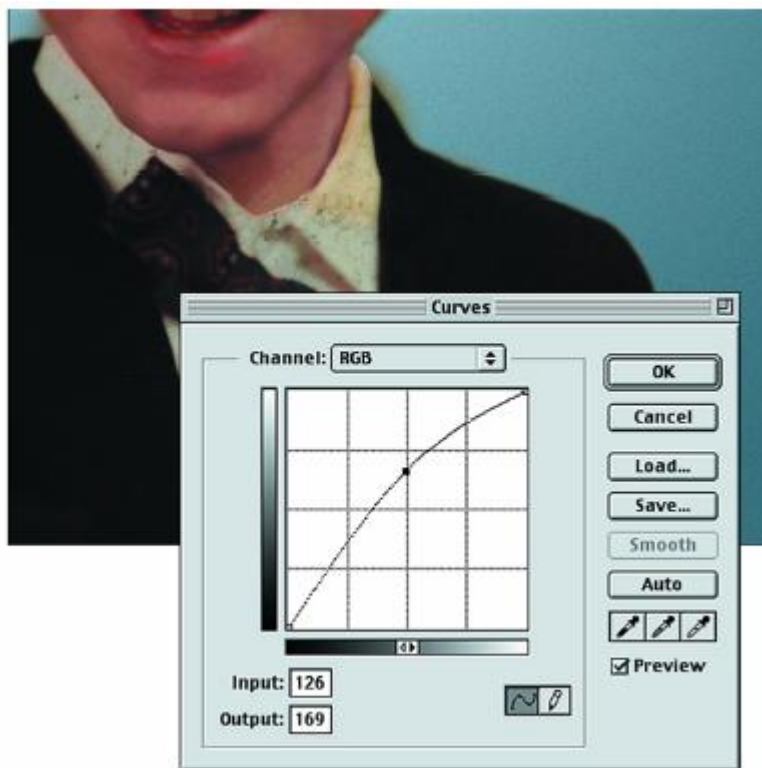 Curves
Channel: RGB
OK
Cancel
Load...
Save...
Smooth
Auto
Preview
Input: 126
Output: 169